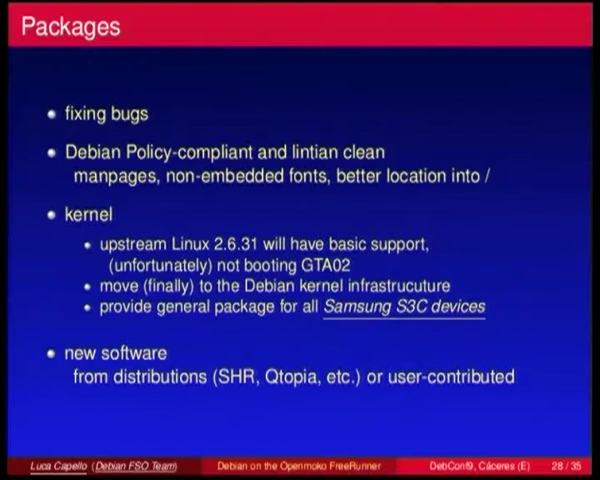 Packages
fixing bugs
Debian Policy-compliant and lintian clean
manpages, non-embedded fonts, better location into /
kernel
upstream Linux 2.6.31 will have basic support,
(unfortunately) not booting GTA02
move (finally) to the Debian kernel infrastrucuture
provide general package for all Samsung S3C devices
new software
from distributions (SHR, Qtopia, etc.) or user-contributed
Luca Capello (Debian FSO Team) Debian on the Openmoko FreeRunner DebConf9, Cáceres (E) 28 / 35